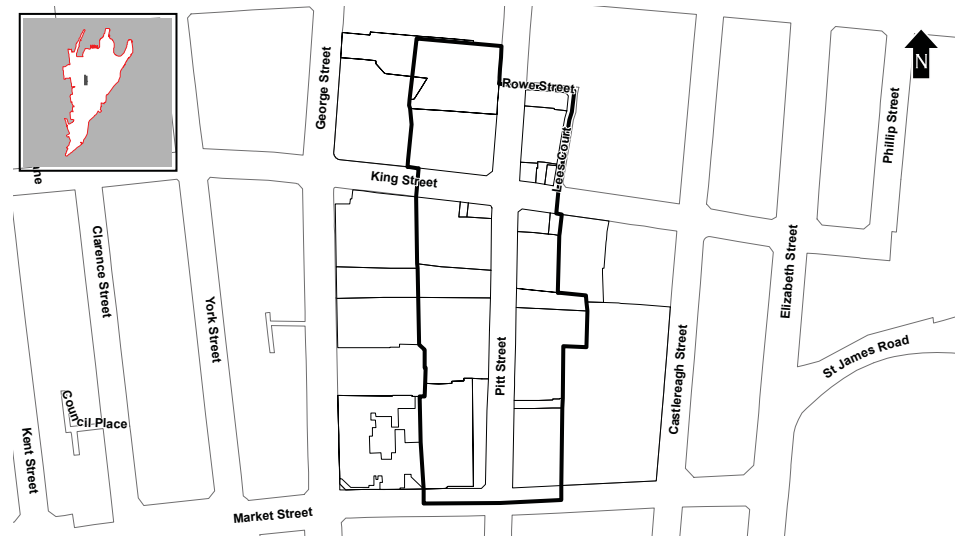 N
George Street
Rowe Street
Phillip Street
Lees Court
King Street
ne
Clarence Street
York Street
Elizabeth Street
Pitt Street
Castlereagh Street
St James Road
Council Place
Kent Street
Market Street